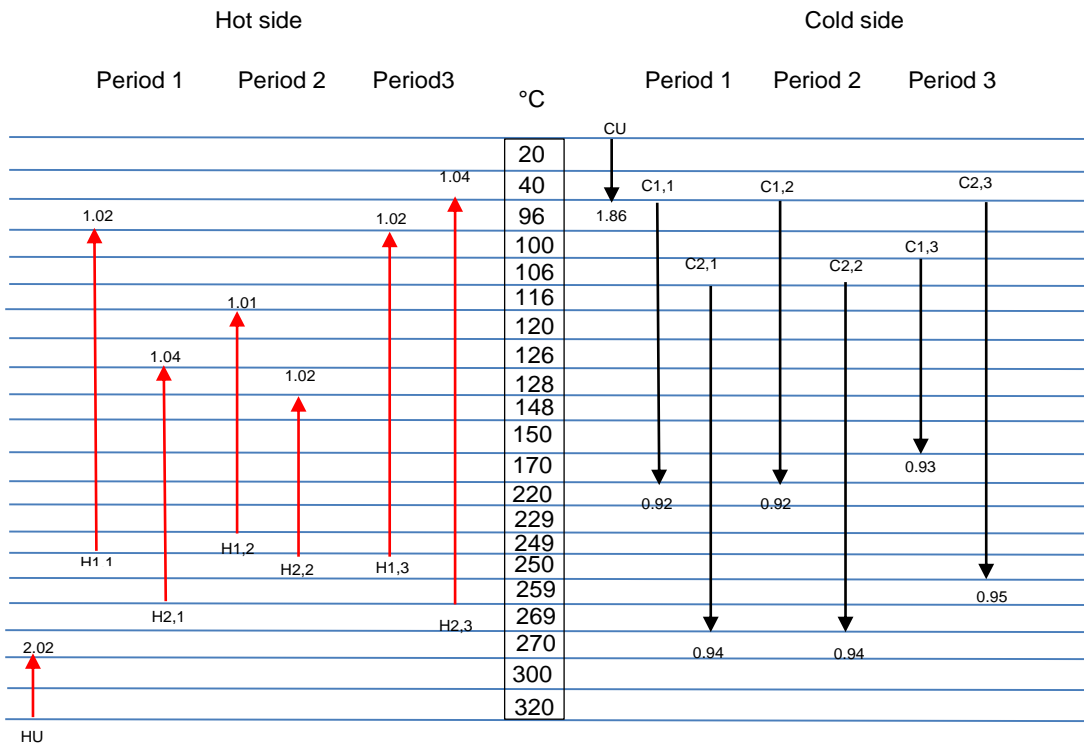 Hot side Cold side
Period 1 Period 2 Period3 Period 1 Period 2 Period 3
°C
CU
20
1.04 40 C1,1 C1,2 C2,3
1.02 1.02 96 1.86
100 C1,3
106 C2,1 C2,2
1.01 116
120
1.04 126
1.02 128
148
150
170 0.93
220 0.92 0.92
229
H1,2 249
H1,1 H2,2 H1,3 250
259 0.95
H2,1 H2,3 269
2.02 270 0.94 0.94
300
320
HU